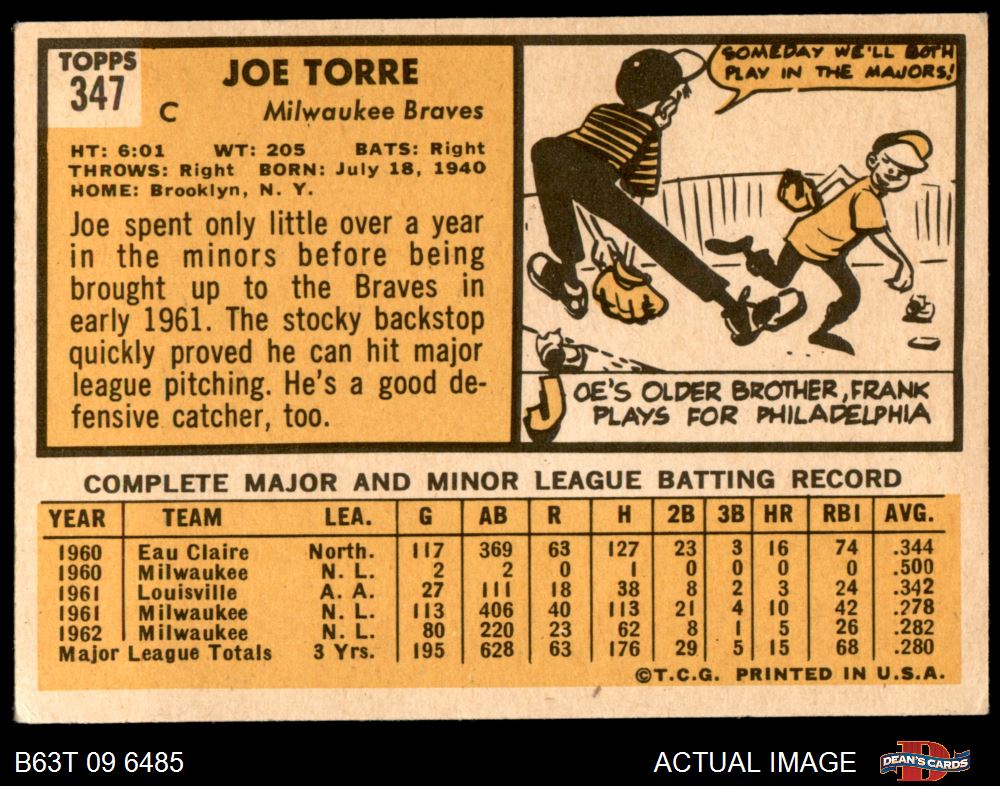 TOPPS
347
JOE TORRE
C Milwaukee Braves
HT: 6:01 WT: 205 BATS: Right
THROWS: Right BORN: July 18, 1940
HOME: Brooklyn, N. Y.
Joe spent only little over a year
in the minors before being
brought up to the Braves in
early 1961. The stocky backstop
quickly proved he can hit major
league pitching. He's a good de-
fensive catcher, too.
SOMEDAY WE'LL BOTH
PLAY IN THE MAJORS!
JOE'S OLDER BROTHER, FRANK
PLAYS FOR PHILADELPHIA
COMPLETE MAJOR AND MINOR LEAGUE BATTING RECORD
YEAR TEAM LEA. G AB R H 2B 3B HR RBI AVG.
1960 Eau Claire North. 117 369 63 127 23 3 16 74 .344
1960 Milwaukee N. L. 2 2 0 1 0 0 0 0 .500
1961 Louisville A. A. 27 111 18 38 8 2 3 24 .342
1961 Milwaukee N. L. 113 406 40 113 21 4 10 42 .278
1962 Milwaukee N. L. 80 220 23 62 8 1 5 26 .282
Major League Totals 3 Yrs. 195 628 63 176 29 5 15 68 .280
©T.C.G. PRINTED IN U.S.A.
B63T 09 6485 ACTUAL IMAGE D DEAN'S CARDS